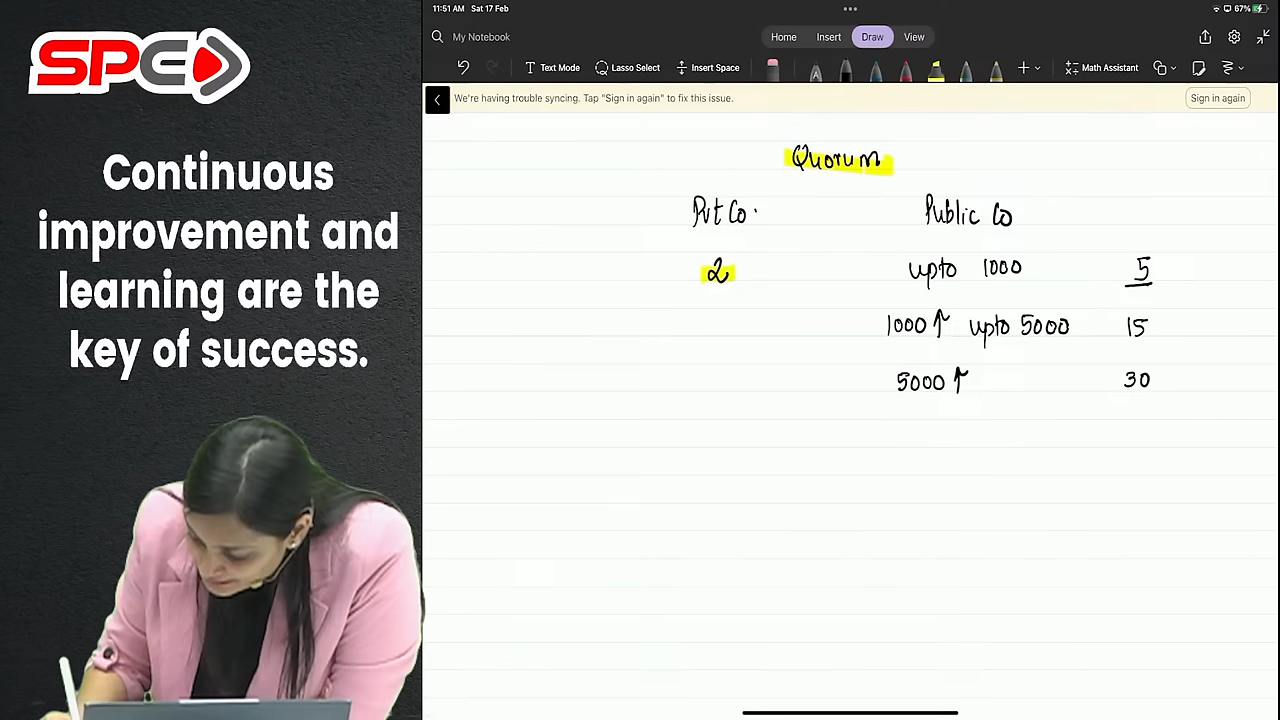 SPC
Continuous
improvement and
learning are the
key of success.
11:51 AM Sat 17 Feb
67%
My Notebook
Home Insert Draw View
Text Mode Lasso Select Insert Space Math Assistant
We're having trouble syncing. Tap "Sign in again" to fix this issue. Sign in again
Quorum
Pvt Co. Public Co
2 upto 1000 5
1000 ↑ upto 5000 15
5000 ↑ 30